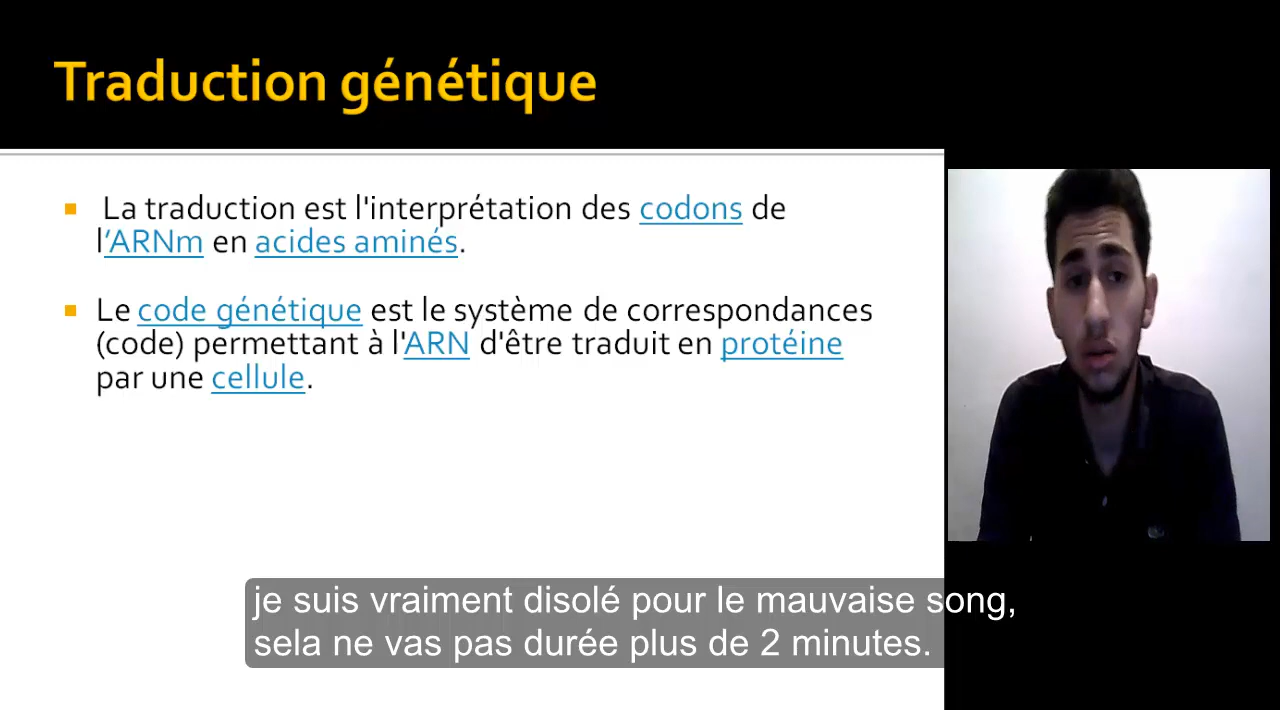 Traduction génétique
La traduction est l'interprétation des codons de
l'ARNm en acides aminés.
Le code génétique est le système de correspondances
(code) permettant à l'ARN d'être traduit en protéine
par une cellule.
je suis vraiment disolé pour le mauvaise song,
sela ne vas pas durée plus de 2 minutes.